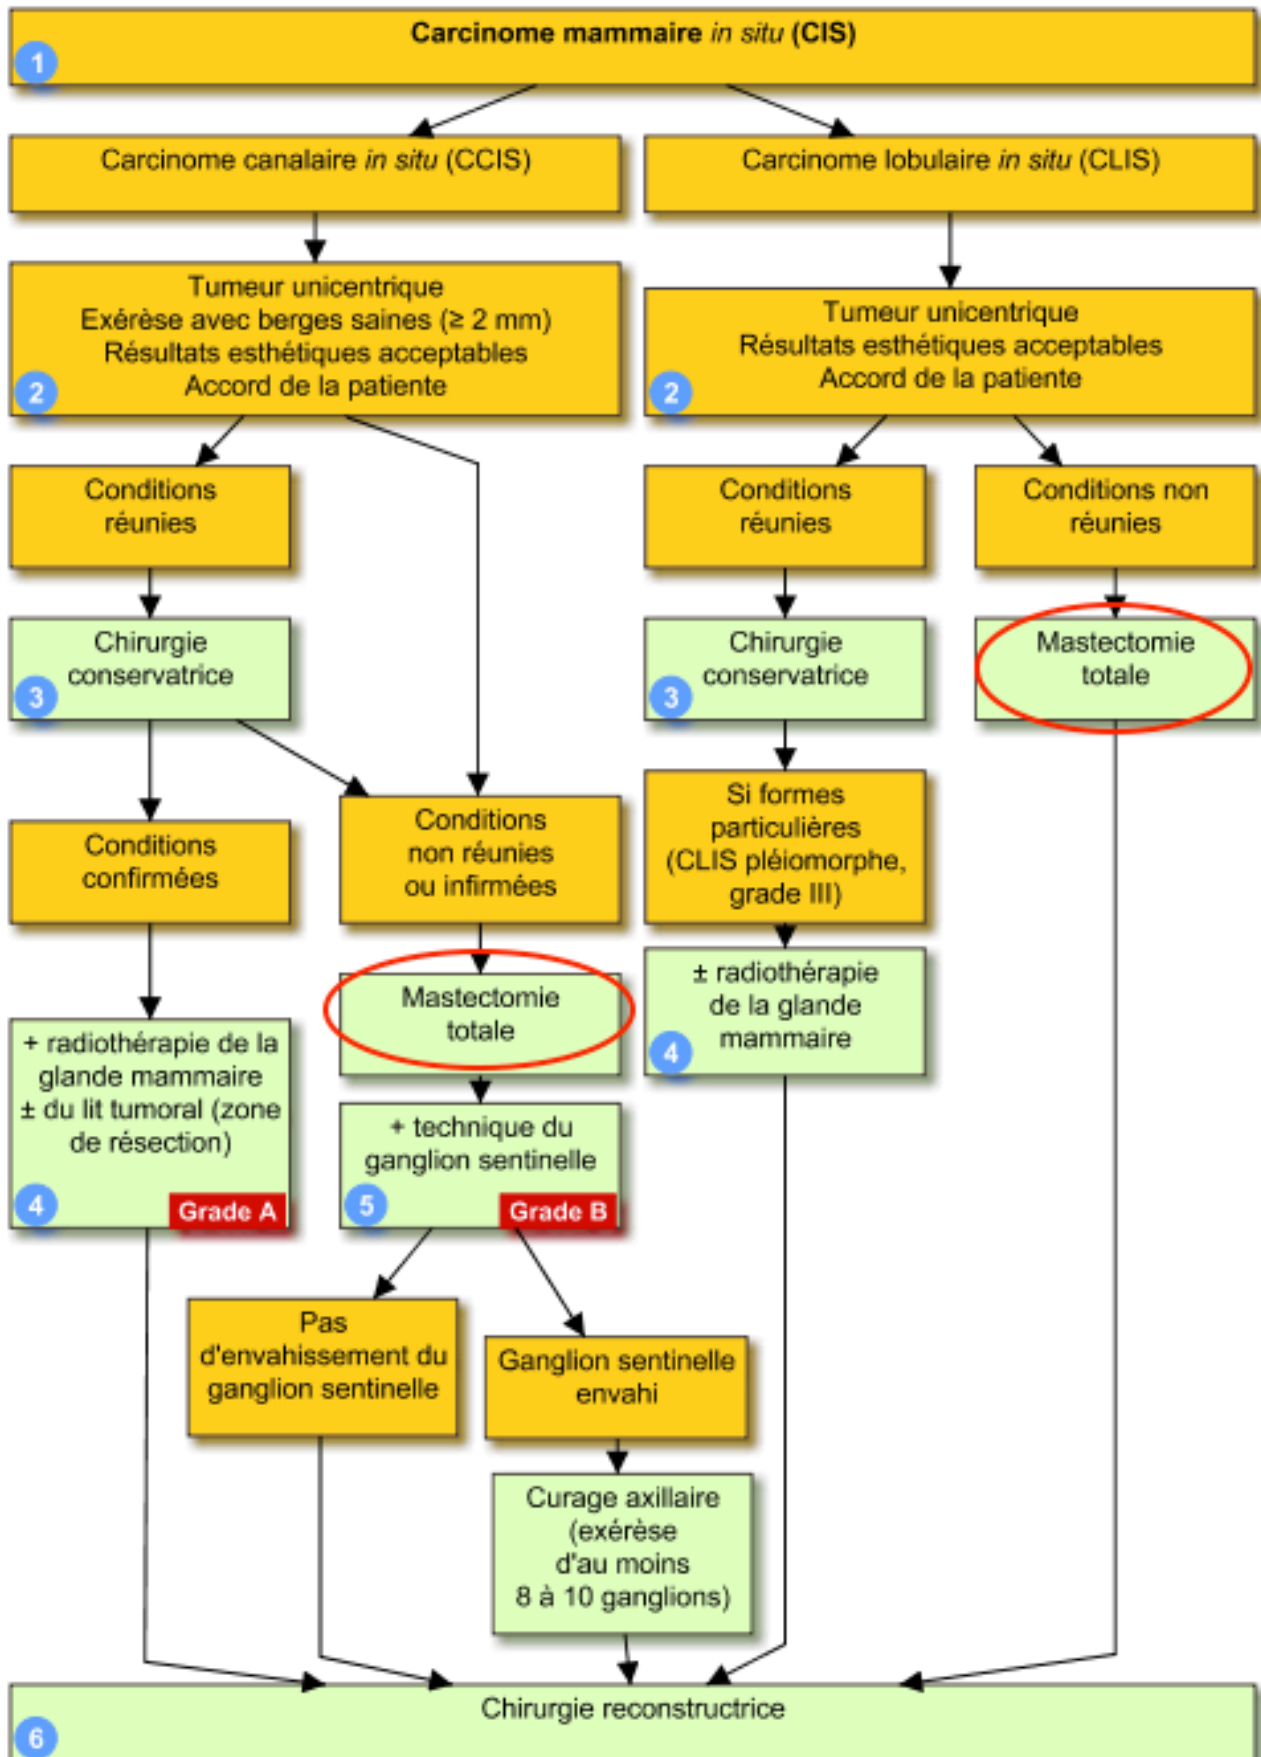 Carcinome mammaire in situ (CIS)
1
Carcinome canalaire in situ (CCIS)
Carcinome lobulaire in situ (CLIS)
Tumeur unicentrique
Exérèse avec berges saines (≥ 2 mm)
Résultats esthétiques acceptables
Accord de la patiente
2
Tumeur unicentrique
Résultats esthétiques acceptables
Accord de la patiente
2
Conditions
réunies
Conditions
réunies
Conditions non
réunies
Chirurgie
conservatrice
3
Chirurgie
conservatrice
3
Mastectomie
totale
Conditions
confirmées
Conditions
non réunies
ou infirmées
Si formes
particulières
(CLIS pléiomorphe,
grade III)
+ radiothérapie de la
glande mammaire
± du lit tumoral (zone
de résection)
4
Grade A
Mastectomie
totale
± radiothérapie
de la glande
mammaire
4
+ technique du
ganglion sentinelle
5
Grade B
Pas
d'envahissement du
ganglion sentinelle
Ganglion sentinelle
envahi
Curage axillaire
(exérèse
d'au moins
8 à 10 ganglions)
Chirurgie reconstructrice
6